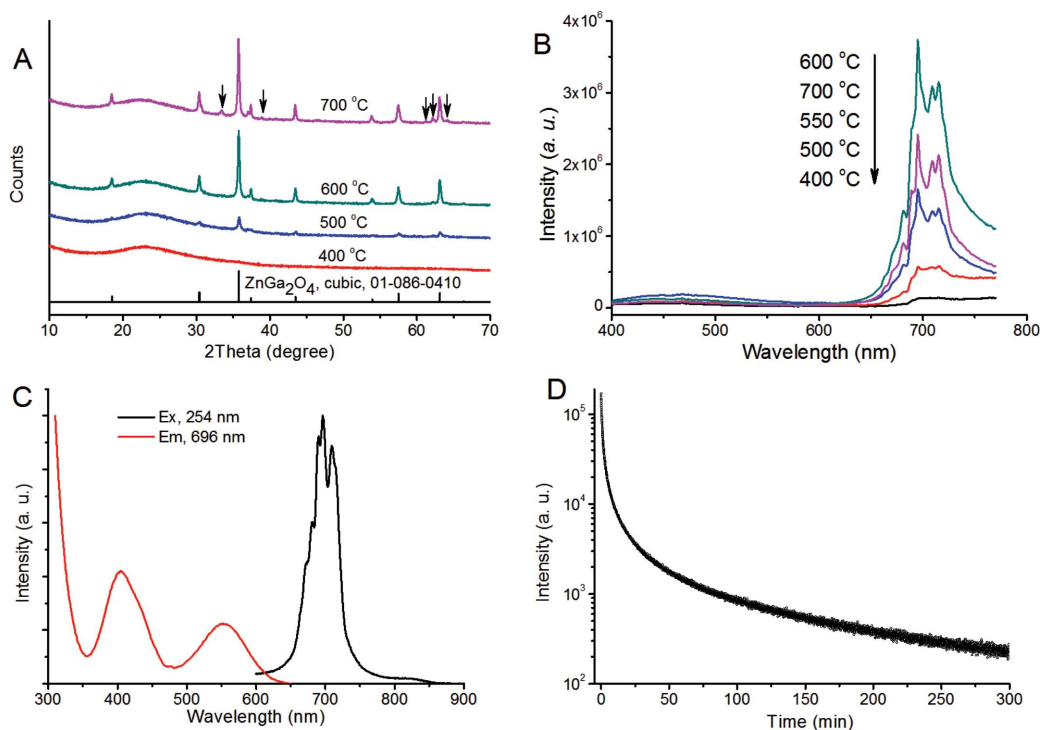 A
Counts
700 °C
600 °C
500 °C
400 °C
ZnGa2O4, cubic, 01-086-0410
10 20 30 40 50 60 70
2Theta (degree)
B
Intensity (a. u.)
4x10^6
3x10^6
2x10^6
1x10^6
0
600 °C
700 °C
550 °C
500 °C
400 °C
400 500 600 700 800
Wavelength (nm)
C
Intensity (a. u.)
Ex, 254 nm
Em, 696 nm
300 400 500 600 700 800 900
Wavelength (nm)
D
Intensity (a. u.)
10^5
10^4
10^3
10^2
0 50 100 150 200 250 300
Time (min)